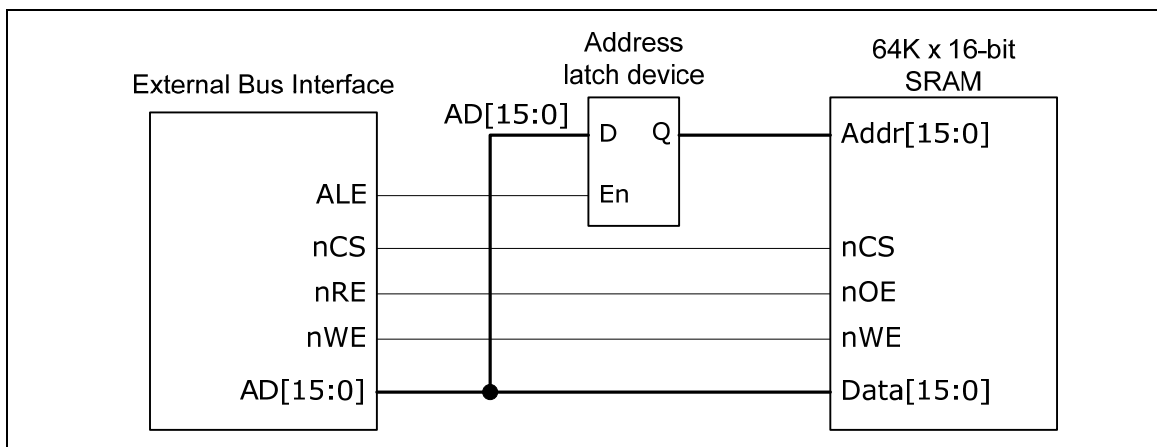 Address
latch device
64K x 16-bit
SRAM
External Bus Interface
AD[15:0]
D
Q
Addr[15:0]
ALE
En
nCS
nCS
nRE
nOE
nWE
nWE
AD[15:0]
Data[15:0]